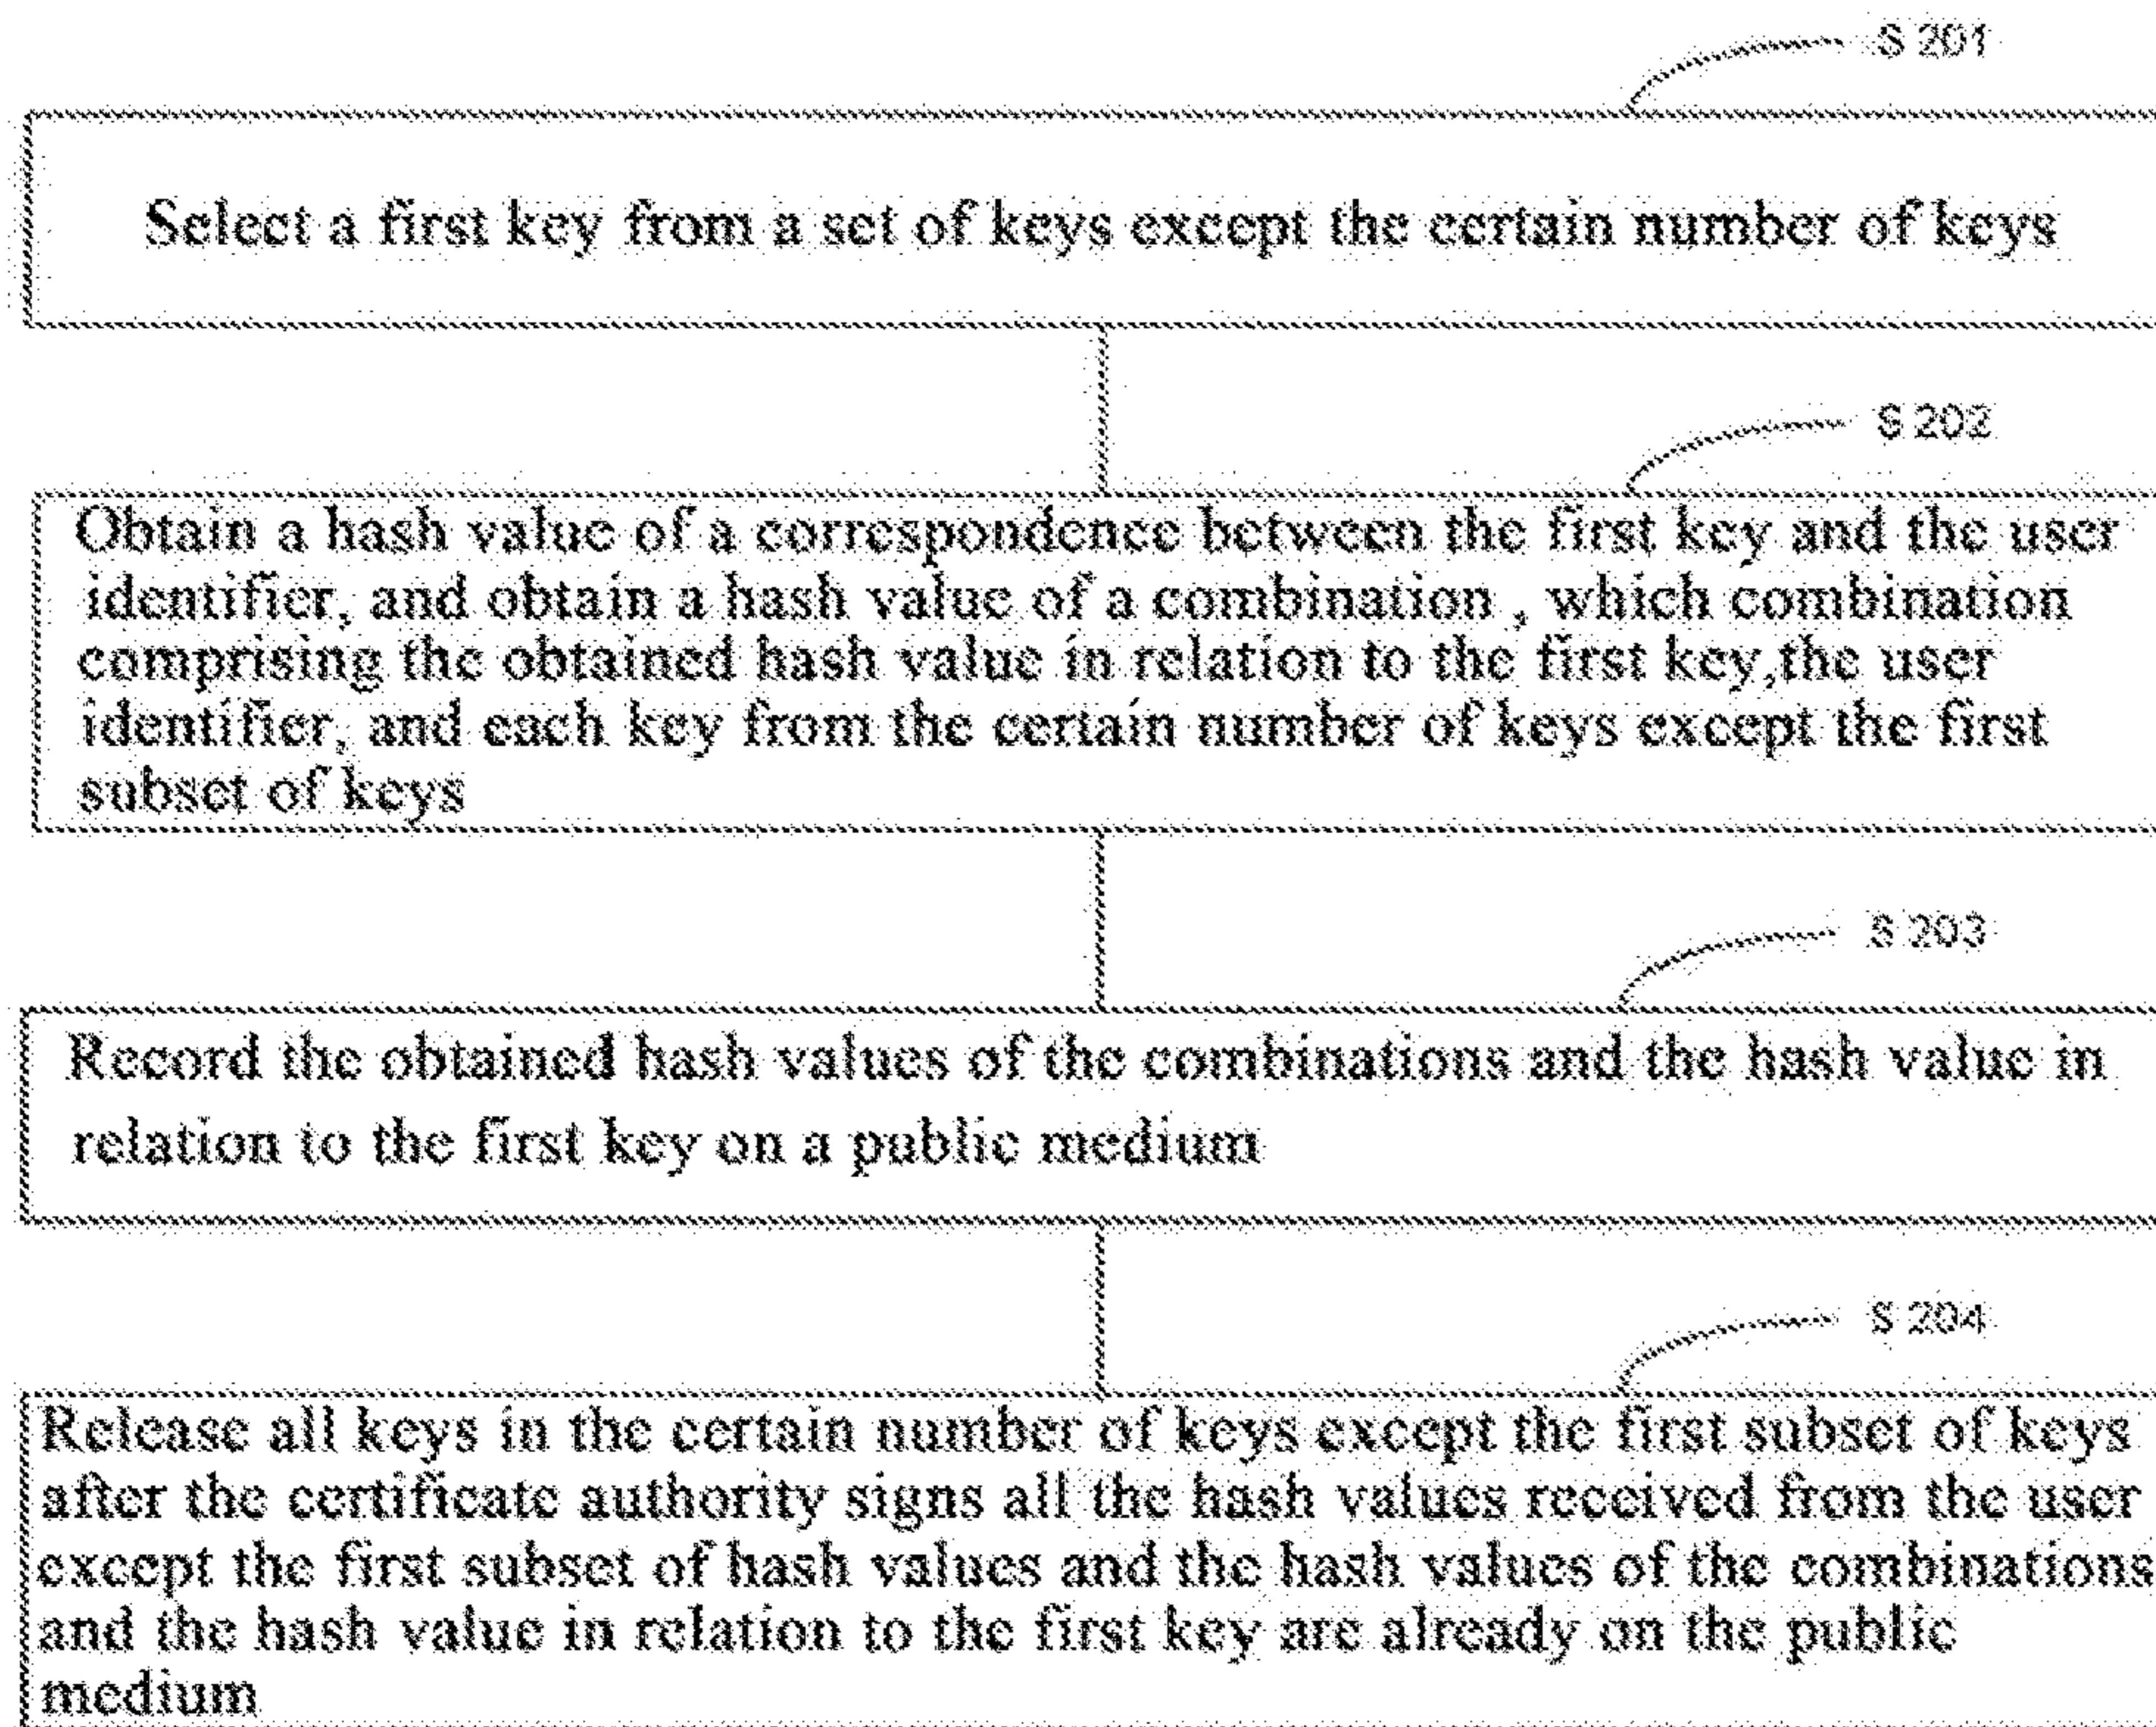 S 201
Select a first key from a set of keys except the certain number of keys
S 202
Obtain a hash value of a correspondence between the first key and the user
identifier, and obtain a hash value of a combination , which combination
comprising the obtained hash value in relation to the first key,the user
identifier, and each key from the certain number of keys except the first
subset of keys
S 203
Record the obtained hash values of the combinations and the hash value in
relation to the first key on a public medium
S 204
Release all keys in the certain number of keys except the first subset of keys
after the certificate authority signs all the hash values received from the user
except the first subset of hash values and the hash values of the combinations
and the hash value in relation to the first key are already on the public
medium